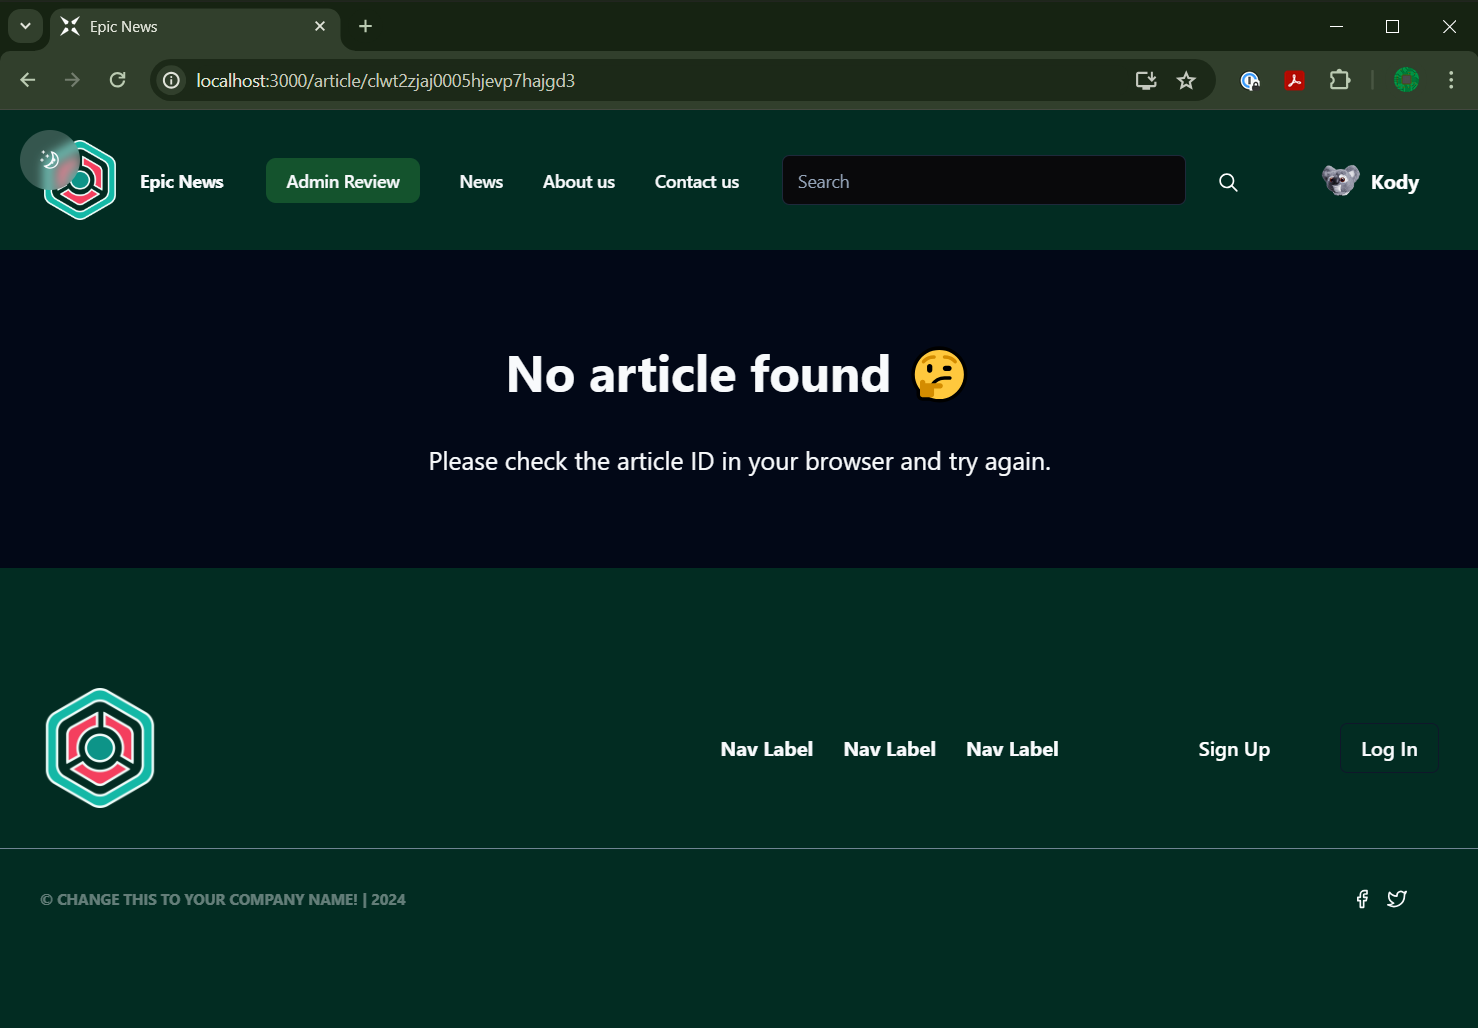 Epic News
localhost:3000/article/clwt2zjaj0005hjevp7hajgd3
Epic News Admin Review News About us Contact us Search Kody
No article found 🤔
Please check the article ID in your browser and try again.
Nav Label Nav Label Nav Label Sign Up Log In
© CHANGE THIS TO YOUR COMPANY NAME! | 2024